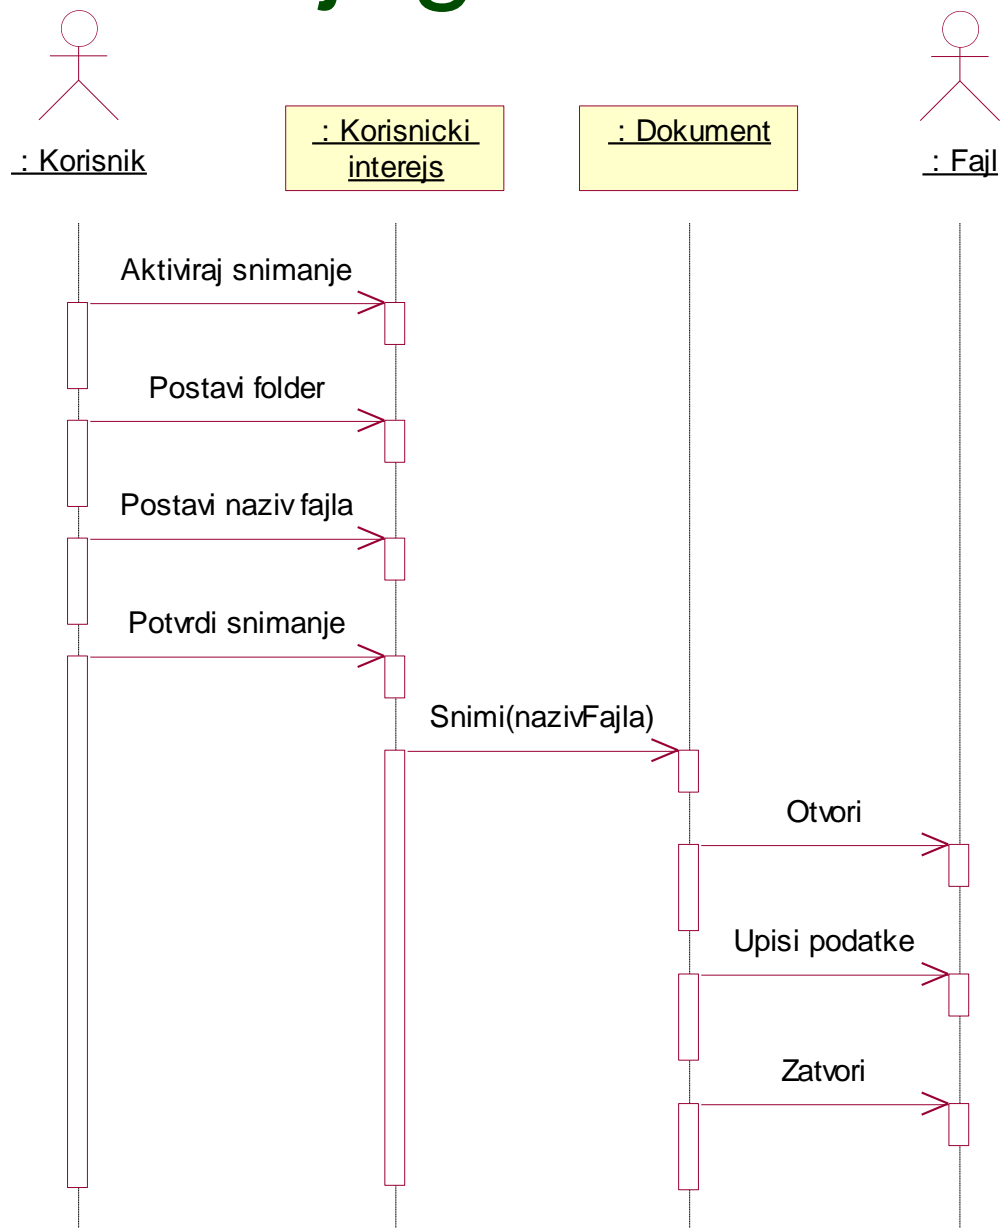 : Korisnik
: Korisnicki
interejs
: Dokument
: Fajl
Aktiviraj snimanje
Postavi folder
Postavi naziv fajla
Potvrdi snimanje
Snimi(nazivFajla)
Otvori
Upisi podatke
Zatvori